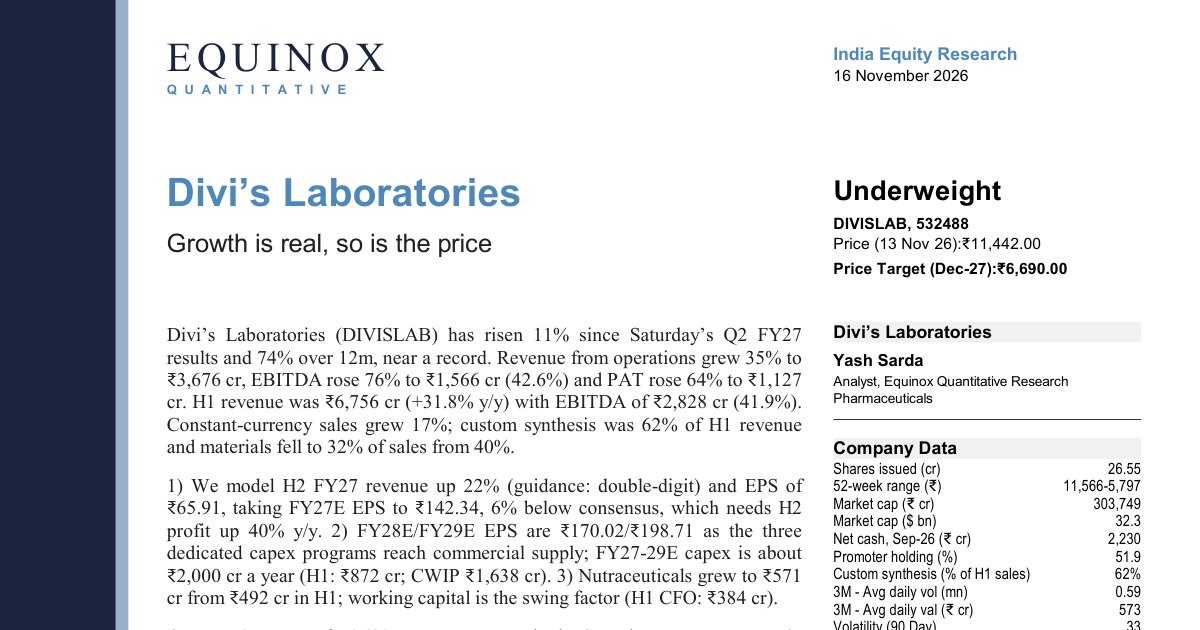 EQUINOX
QUANTITATIVE
India Equity Research
16 November 2026
Divi’s Laboratories
Growth is real, so is the price
Underweight
DIVISLAB, 532488
Price (13 Nov 26):₹11,442.00
Price Target (Dec-27):₹6,690.00
Divi’s Laboratories (DIVISLAB) has risen 11% since Saturday’s Q2 FY27
results and 74% over 12m, near a record. Revenue from operations grew 35% to
₹3,676 cr, EBITDA rose 76% to ₹1,566 cr (42.6%) and PAT rose 64% to ₹1,127
cr. H1 revenue was ₹6,756 cr (+31.8% y/y) with EBITDA of ₹2,828 cr (41.9%).
Constant-currency sales grew 17%; custom synthesis was 62% of H1 revenue
and materials fell to 32% of sales from 40%.
1) We model H2 FY27 revenue up 22% (guidance: double-digit) and EPS of
₹65.91, taking FY27E EPS to ₹142.34, 6% below consensus, which needs H2
profit up 40% y/y. 2) FY28E/FY29E EPS are ₹170.02/₹198.71 as the three
dedicated capex programs reach commercial supply; FY27-29E capex is about
₹2,000 cr a year (H1: ₹872 cr; CWIP ₹1,638 cr). 3) Nutraceuticals grew to ₹571
cr from ₹492 cr in H1; working capital is the swing factor (H1 CFO: ₹384 cr).
Divi’s Laboratories
Yash Sarda
Analyst, Equinox Quantitative Research
Pharmaceuticals
Company Data
Shares issued (cr) 26.55
52-week range (₹) 11,566-5,797
Market cap (₹ cr) 303,749
Market cap ($ bn) 32.3
Net cash, Sep-26 (₹ cr) 2,230
Promoter holding (%) 51.9
Custom synthesis (% of H1 sales) 62%
3M - Avg daily vol (mn) 0.59
3M - Avg daily val (₹ cr) 573
Volatility (90 Day) 33